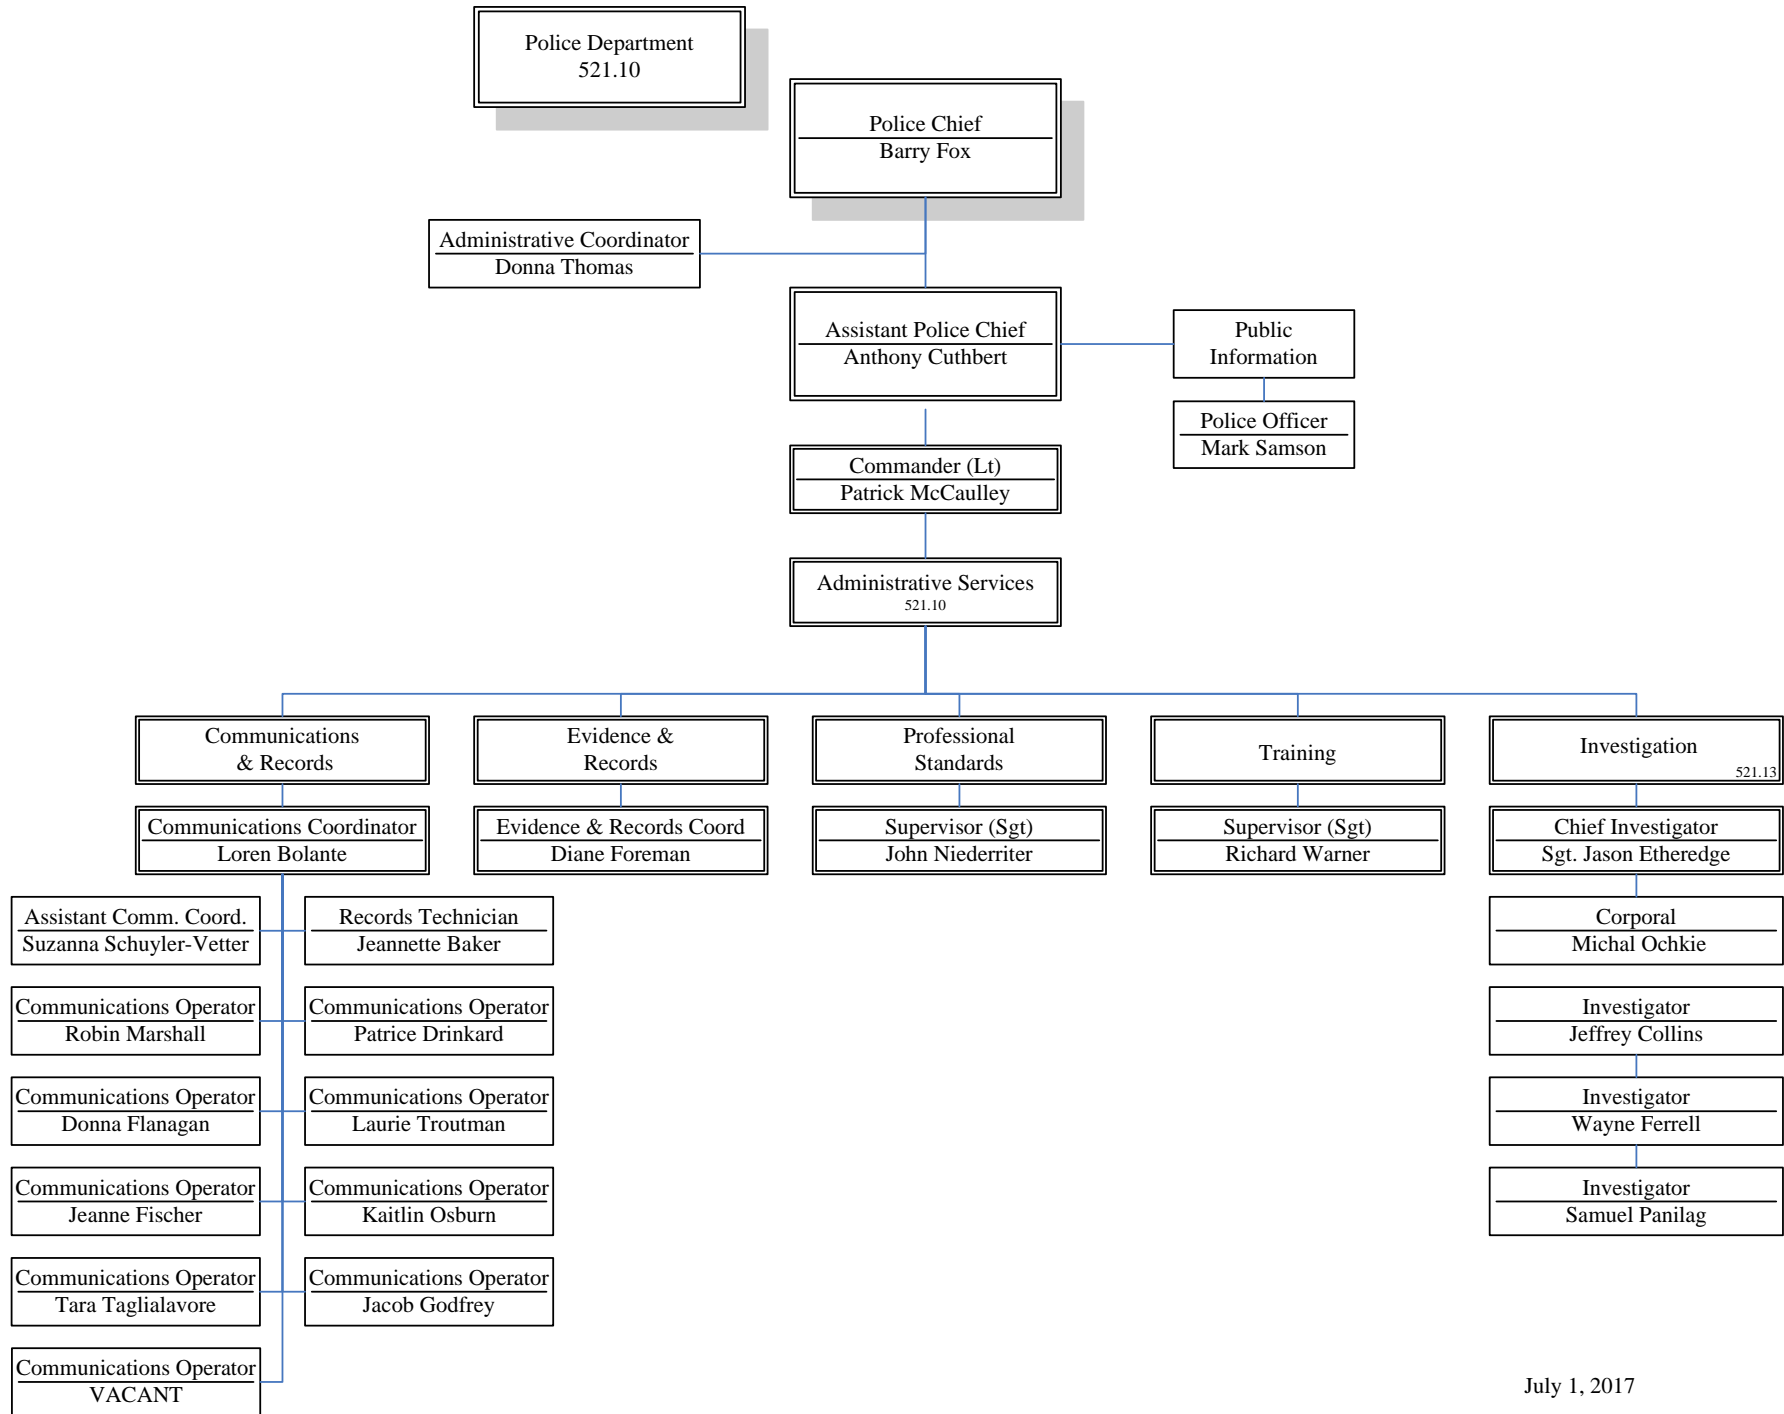 Police Department
521.10
Police Chief
Barry Fox
Administrative Coordinator
Donna Thomas
Assistant Police Chief
Anthony Cuthbert
Public
Information
Police Officer
Mark Samson
Commander (Lt)
Patrick McCaulley
Administrative Services
521.10
Communications
& Records
Evidence &
Records
Professional
Standards
Training
Investigation
521.13
Communications Coordinator
Loren Bolante
Evidence & Records Coord
Diane Foreman
Supervisor (Sgt)
John Niederriter
Supervisor (Sgt)
Richard Warner
Chief Investigator
Sgt. Jason Etheredge
Assistant Comm. Coord.
Suzanna Schuyler-Vetter
Records Technician
Jeannette Baker
Corporal
Michal Ochkie
Communications Operator
Robin Marshall
Communications Operator
Patrice Drinkard
Investigator
Jeffrey Collins
Communications Operator
Donna Flanagan
Communications Operator
Laurie Troutman
Investigator
Wayne Ferrell
Communications Operator
Jeanne Fischer
Communications Operator
Kaitlin Osburn
Investigator
Samuel Panilag
Communications Operator
Tara Taglialavore
Communications Operator
Jacob Godfrey
Communications Operator
VACANT
July 1, 2017